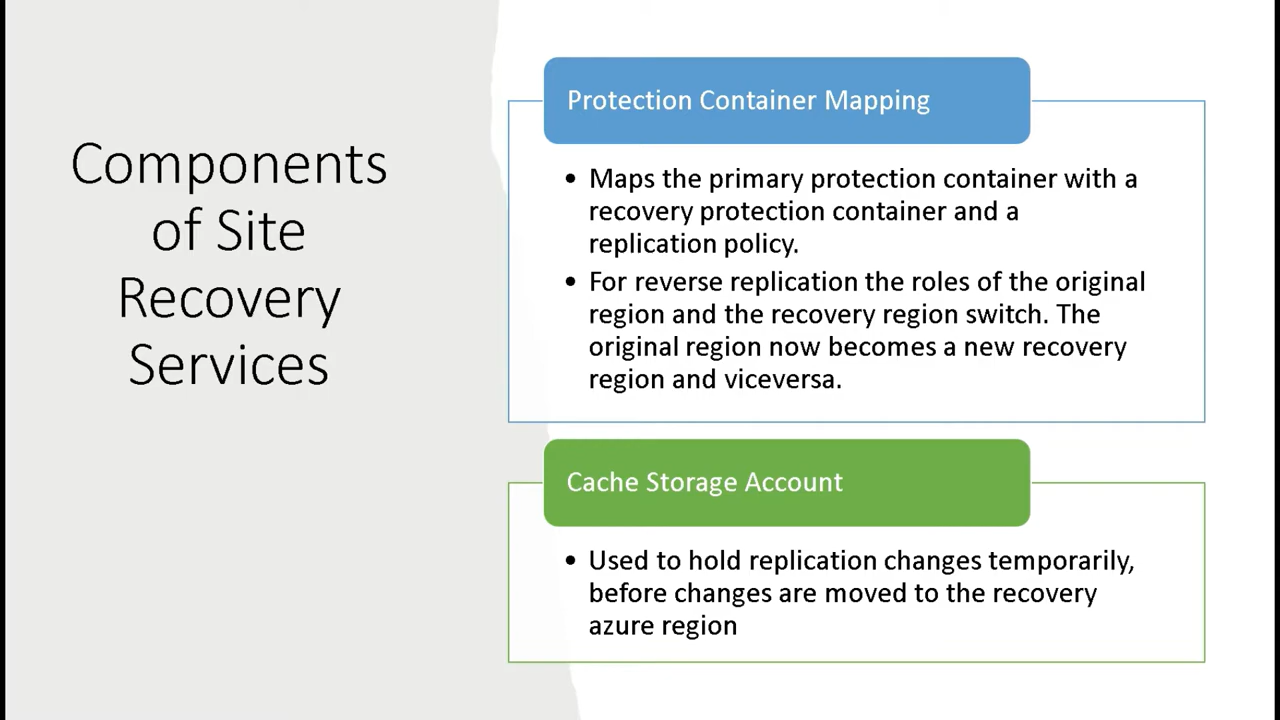 Components
of Site
Recovery
Services
Protection Container Mapping
• Maps the primary protection container with a
recovery protection container and a
replication policy.
• For reverse replication the roles of the original
region and the recovery region switch. The
original region now becomes a new recovery
region and viceversa.
Cache Storage Account
• Used to hold replication changes temporarily,
before changes are moved to the recovery
azure region